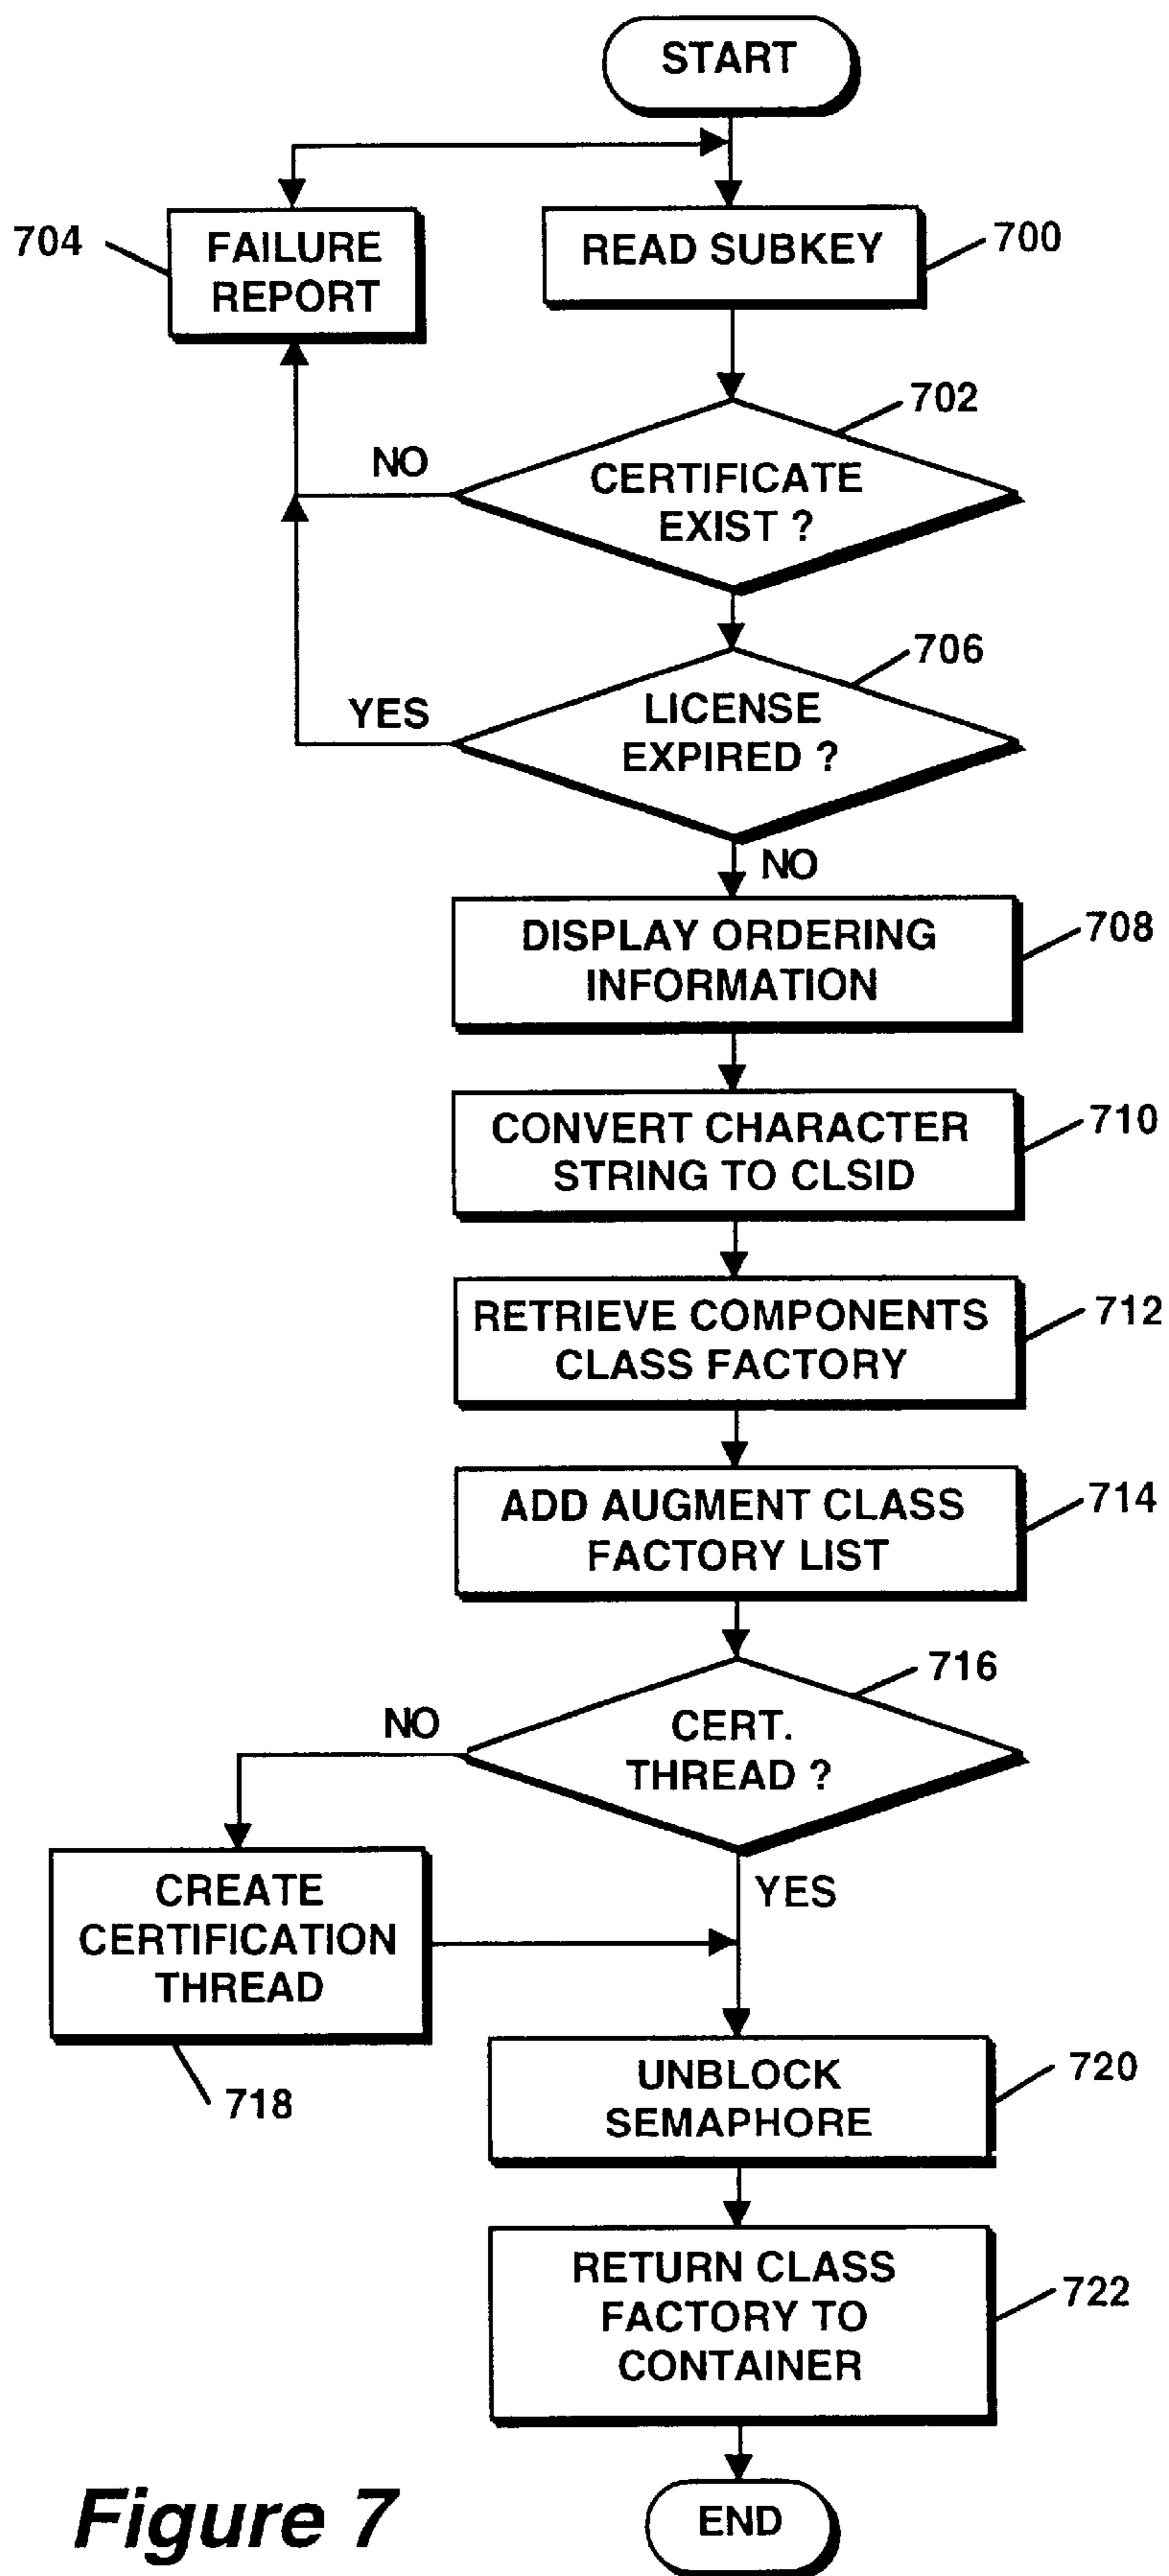 START
704
FAILURE
REPORT
READ SUBKEY
700
702
NO
CERTIFICATE
EXIST ?
706
YES
LICENSE
EXPIRED ?
NO
DISPLAY ORDERING
INFORMATION
708
CONVERT CHARACTER
STRING TO CLSID
710
RETRIEVE COMPONENTS
CLASS FACTORY
712
ADD AUGMENT CLASS
FACTORY LIST
714
716
NO
CERT.
THREAD ?
YES
CREATE
CERTIFICATION
THREAD
718
UNBLOCK
SEMAPHORE
720
RETURN CLASS
FACTORY TO
CONTAINER
722
END
Figure 7